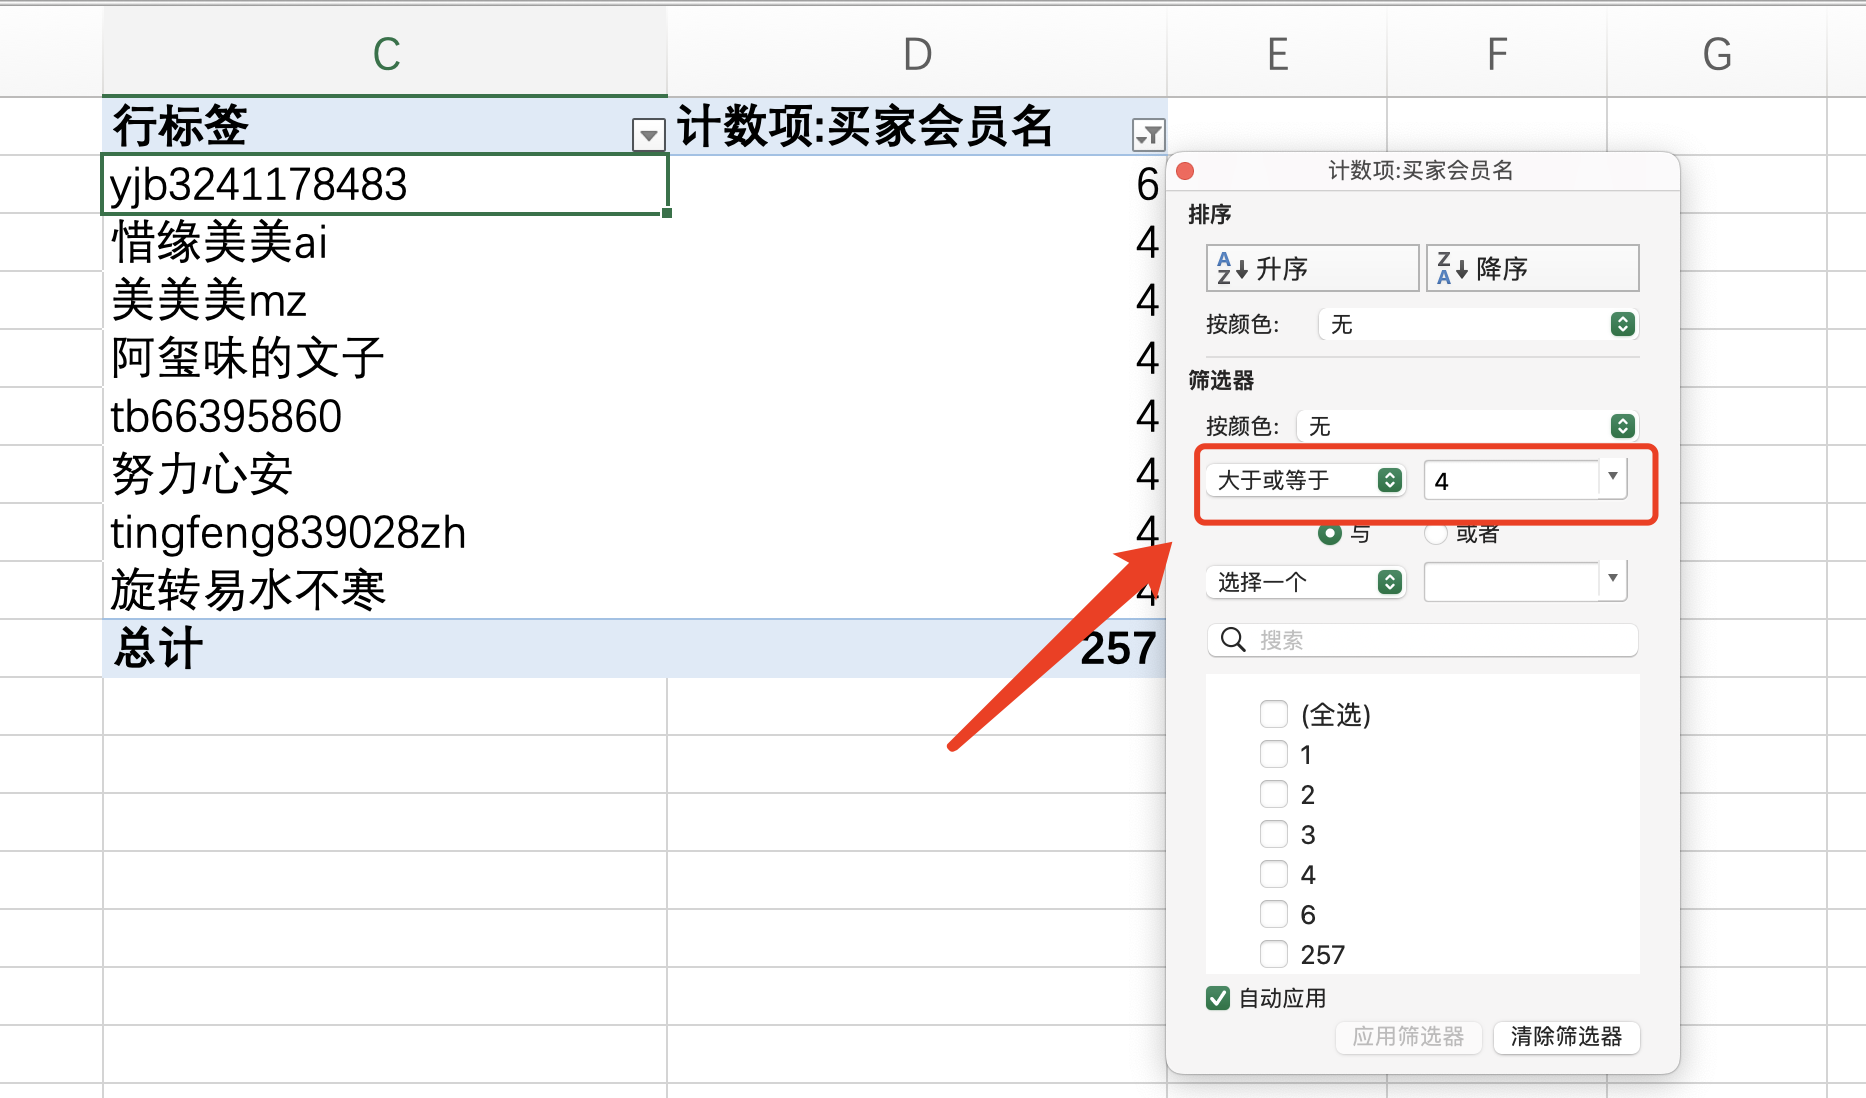 C D E F G
行标签 计数项:买家会员名
yjb3241178483 6
惜缘美美ai 4
美美美mz 4
阿玺味的文子 4
tb66395860 4
努力心安 4
tingfeng839028zh 4
旋转易水不寒 4
总计 257
计数项:买家会员名
排序
A Z 升序 Z A 降序
按颜色: 无
筛选器
按颜色: 无
大于或等于 4
与 或者
选择一个
搜索
(全选)
1
2
3
4
6
257
自动应用
应用筛选器 清除筛选器